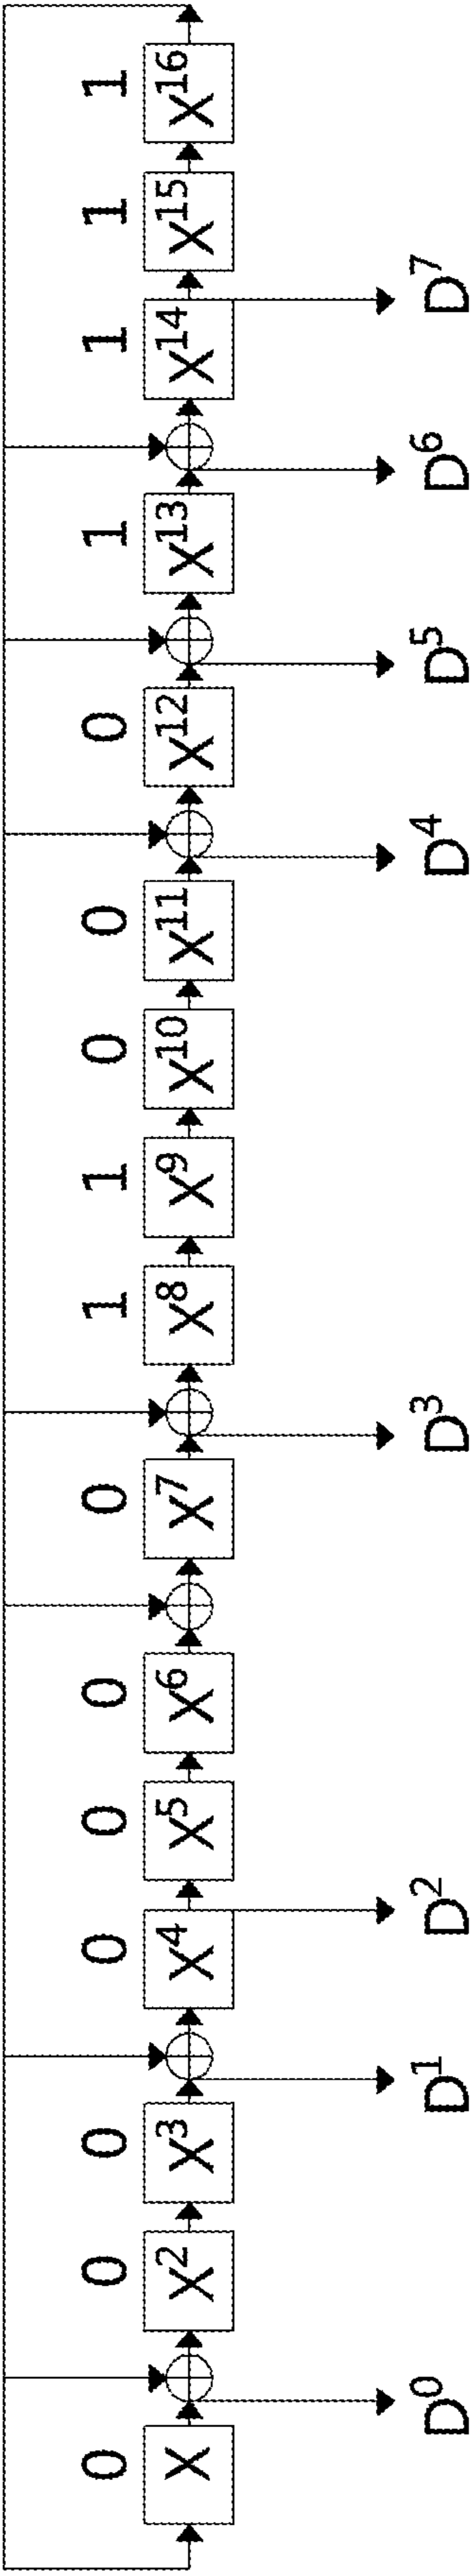 0 0 0 0 0 0 0 1 1 0 0 0 1 1 1 1
X X² X³ X⁴ X⁵ X⁶ X⁷ X⁸ X⁹ X¹⁰ X¹¹ X¹² X¹³ X¹⁴ X¹⁵ X¹⁶
D⁰ D¹ D² D³ D⁴ D⁵ D⁶ D⁷